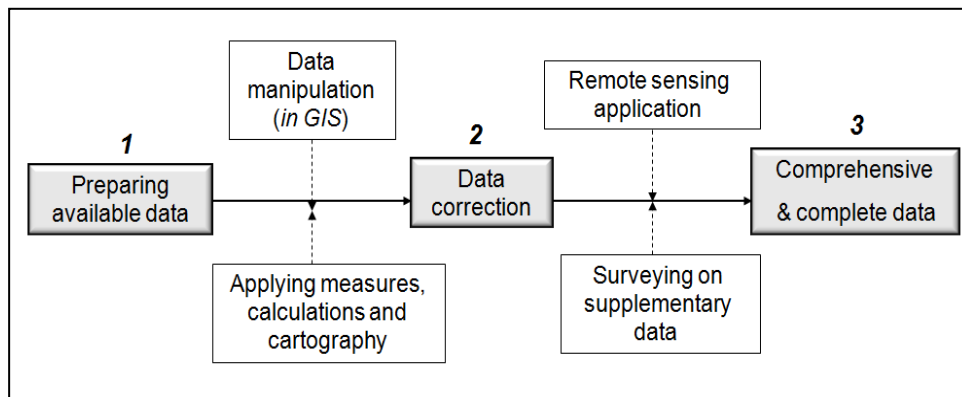 Data
manipulation
(in GIS)
Remote sensing
application
1
2
3
Preparing
available data
Data
correction
Comprehensive
& complete data
Applying measures,
calculations and
cartography
Surveying on
supplementary
data